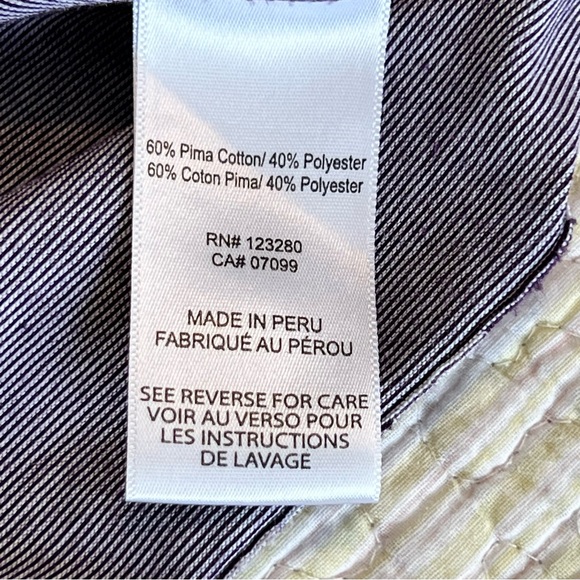 60% Pima Cotton/ 40% Polyester
60% Coton Pima/ 40% Polyester
RN# 123280
CA# 07099
MADE IN PERU
FABRIQUÉ AU PÉROU
SEE REVERSE FOR CARE
VOIR AU VERSO POUR
LES INSTRUCTIONS
DE LAVAGE